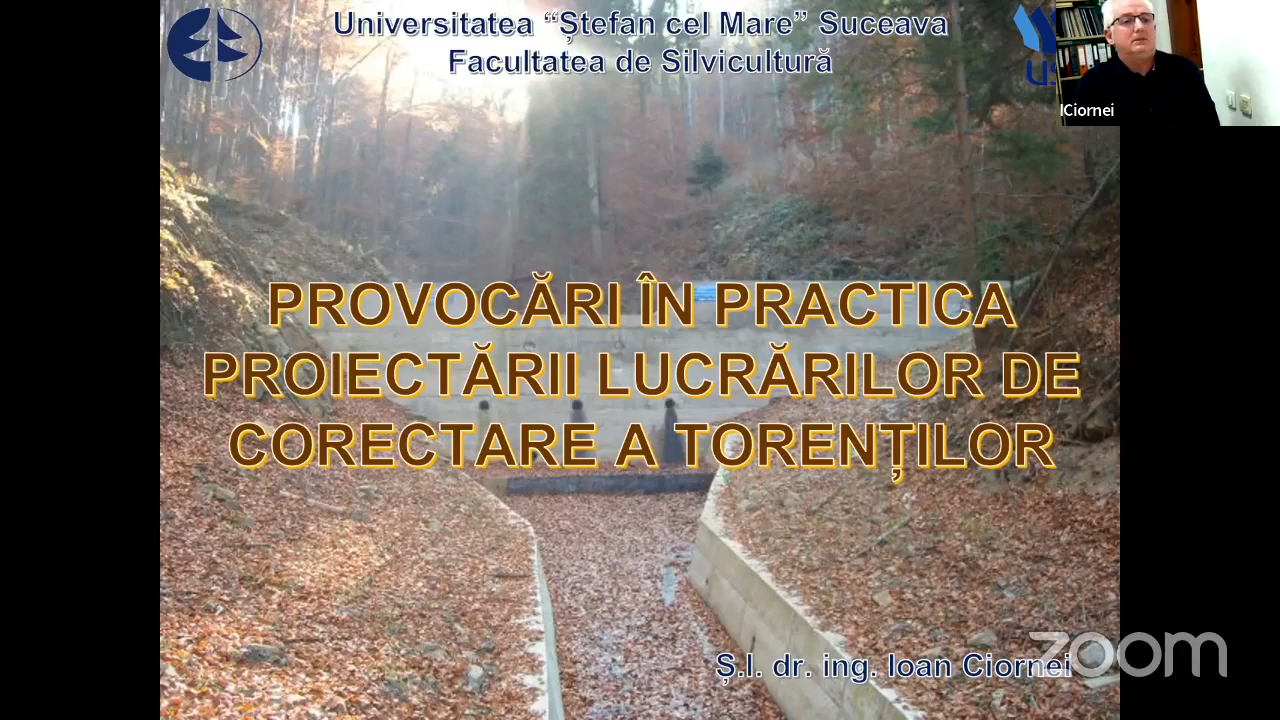 Universitatea “Ștefan cel Mare” Suceava
Facultatea de Silvicultură
ICiornei
PROVOCĂRI ÎN PRACTICA
PROIECTĂRII LUCRĂRILOR DE
CORECTARE A TORENȚILOR
Ș.l. dr. ing. Ioan Ciornei
zoom